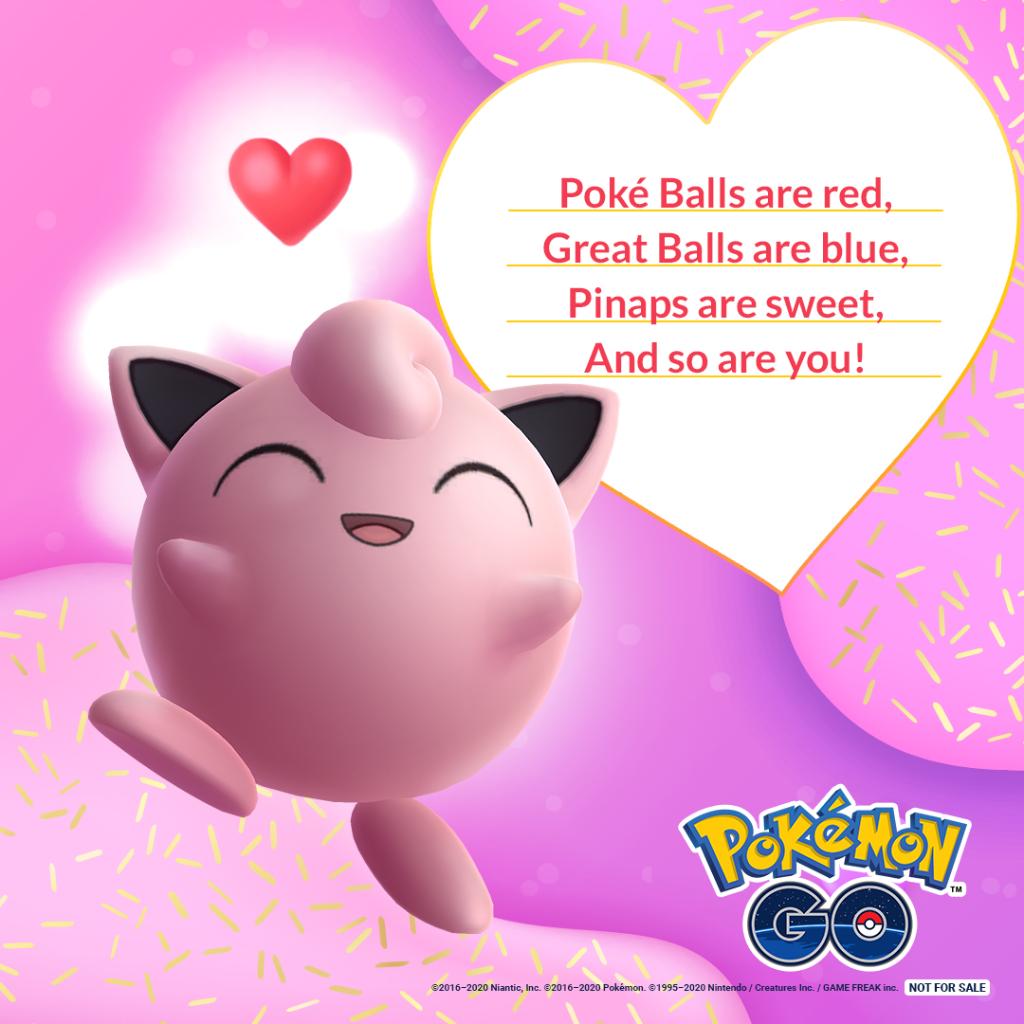 Poké Balls are red,
Great Balls are blue,
Pinaps are sweet,
And so are you!
POKÉMON
TM
GO
©2016–2020 Niantic, Inc. ©2016–2020 Pokémon. ©1995–2020 Nintendo / Creatures Inc. / GAME FREAK inc. NOT FOR SALE